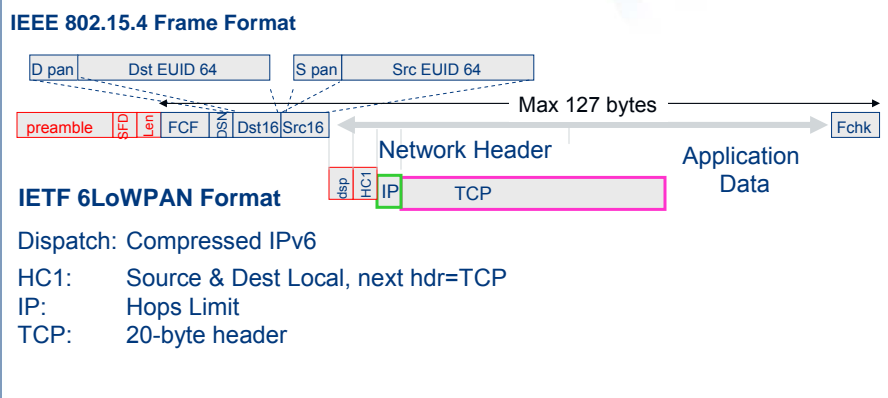 IEEE 802.15.4 Frame Format
D pan Dst EUID 64 S pan Src EUID 64
Max 127 bytes
preamble SFD Len FCF DSN Dst16 Src16 Fchk
Network Header
Application
Data
dsp HC1 IP TCP
IETF 6LoWPAN Format
Dispatch: Compressed IPv6
HC1: Source & Dest Local, next hdr=TCP
IP: Hops Limit
TCP: 20-byte header